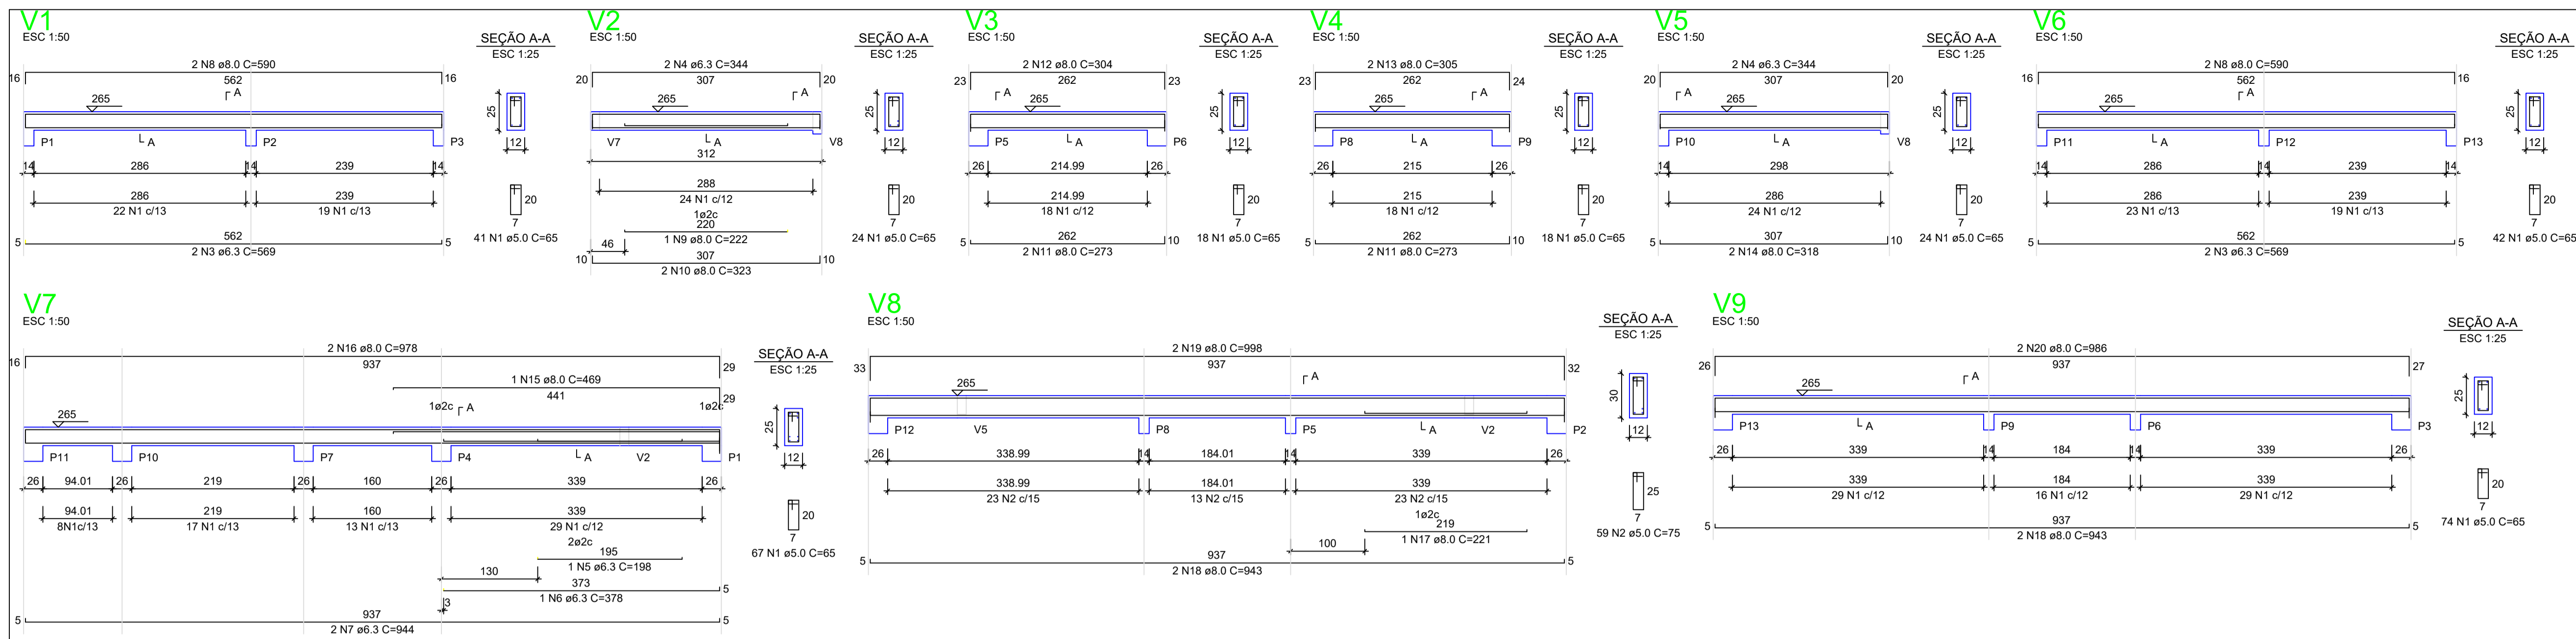 V1
ESC 1:50
2 N8 ø8.0 C=590
16
562
16
A
265
P1
A
P2
P3
14
286
14
239
14
286
239
22 N1 c/13
19 N1 c/13
5
562
5
2 N3 ø6.3 C=569
SEÇÃO A-A
ESC 1:25
25
12
20
7
41 N1 ø5.0 C=65
V2
ESC 1:50
2 N4 ø6.3 C=344
20
307
20
A
265
V7
A
V8
312
288
24 N1 c/12
1ø2c
220
46
1 N9 ø8.0 C=222
10
307
10
2 N10 ø8.0 C=323
SEÇÃO A-A
ESC 1:25
25
12
20
7
24 N1 ø5.0 C=65
V3
ESC 1:50
2 N12 ø8.0 C=304
23
262
23
A
265
P5
A
P6
26
214.99
26
214.99
18 N1 c/12
5
262
10
2 N11 ø8.0 C=273
SEÇÃO A-A
ESC 1:25
25
12
20
7
18 N1 ø5.0 C=65
V4
ESC 1:50
2 N13 ø8.0 C=305
23
262
24
A
265
P8
A
P9
26
215
26
215
18 N1 c/12
5
262
10
2 N11 ø8.0 C=273
SEÇÃO A-A
ESC 1:25
25
12
20
7
18 N1 ø5.0 C=65
V5
ESC 1:50
2 N4 ø6.3 C=344
20
307
20
A
265
P10
A
V8
14
298
286
24 N1 c/12
5
307
10
2 N14 ø8.0 C=318
SEÇÃO A-A
ESC 1:25
25
12
20
7
24 N1 ø5.0 C=65
V6
ESC 1:50
2 N8 ø8.0 C=590
16
562
16
A
265
P11
A
P12
P13
14
286
14
239
14
286
239
23 N1 c/13
19 N1 c/13
5
562
5
2 N3 ø6.3 C=569
SEÇÃO A-A
ESC 1:25
25
12
20
7
42 N1 ø5.0 C=65
V7
ESC 1:50
2 N16 ø8.0 C=978
16
937
29
1 N15 ø8.0 C=469
441
29
1ø2c
A
1ø2c
265
P11
P10
P7
P4
A
V2
P1
26
94.01
26
219
26
160
26
339
26
94.01
219
160
339
8N1c/13
17 N1 c/13
13 N1 c/13
29 N1 c/12
2ø2c
195
130
1 N5 ø6.3 C=198
373
5
1 N6 ø6.3 C=378
3
5
937
5
2 N7 ø6.3 C=944
SEÇÃO A-A
ESC 1:25
25
12
20
7
67 N1 ø5.0 C=65
V8
ESC 1:50
2 N19 ø8.0 C=998
33
937
32
A
265
P12
V5
P8
P5
A
V2
P2
26
338.99
14
184.01
14
339
26
338.99
184.01
339
23 N2 c/15
13 N2 c/15
23 N2 c/15
1ø2c
219
100
1 N17 ø8.0 C=221
5
937
5
2 N18 ø8.0 C=943
SEÇÃO A-A
ESC 1:25
30
12
25
7
59 N2 ø5.0 C=75
V9
ESC 1:50
2 N20 ø8.0 C=986
26
937
27
A
265
P13
A
P9
P6
P3
26
339
14
184
14
339
26
339
184
339
29 N1 c/12
16 N1 c/12
29 N1 c/12
5
937
5
2 N18 ø8.0 C=943
SEÇÃO A-A
ESC 1:25
25
12
20
7
74 N1 ø5.0 C=65